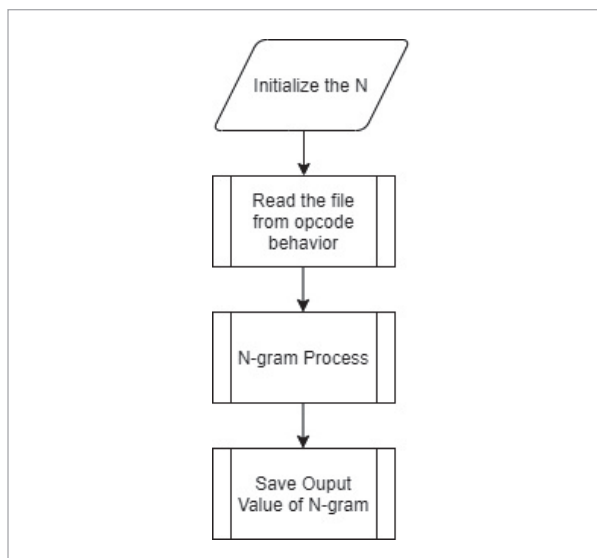 Initialize the N
Read the file
from opcode
behavior
N-gram Process
Save Ouput
Value of N-gram